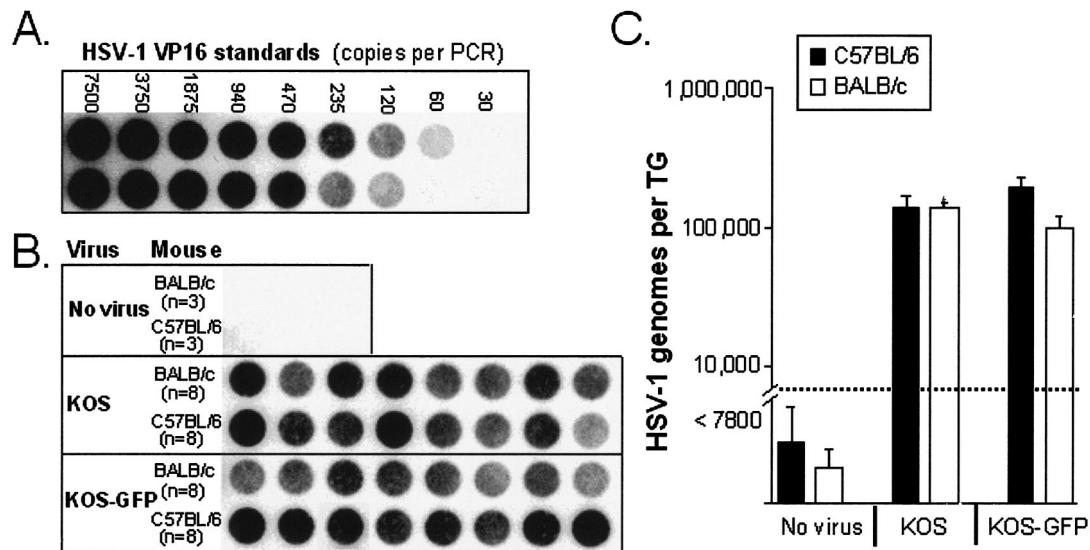 A.
HSV-1 VP16 standards (copies per PCR)
7500 3750 1875 940 470 235 120 60 30
B.
Virus Mouse
No virus
BALB/c
(n=3)
C57BL/6
(n=3)
KOS
BALB/c
(n=8)
C57BL/6
(n=8)
KOS-GFP
BALB/c
(n=8)
C57BL/6
(n=8)
C.
C57BL/6
BALB/c
HSV-1 genomes per TG
1,000,000
100,000
10,000
< 7800
No virus KOS KOS-GFP